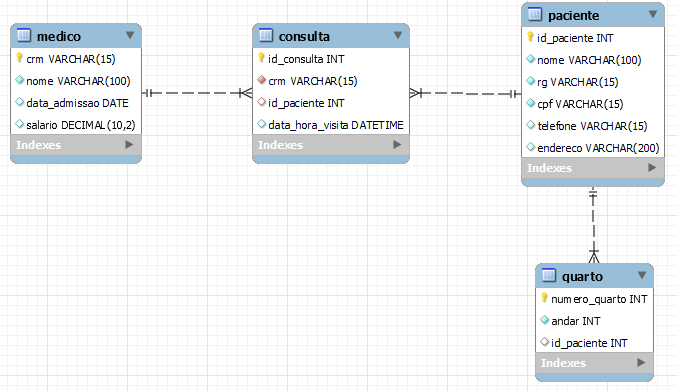 medico
crm VARCHAR(15)
nome VARCHAR(100)
data_admissao DATE
salario DECIMAL(10,2)
Indexes
consulta
id_consulta INT
crm VARCHAR(15)
id_paciente INT
data_hora_visita DATETIME
Indexes
paciente
id_paciente INT
nome VARCHAR(100)
rg VARCHAR(15)
cpf VARCHAR(15)
telefone VARCHAR(15)
endereco VARCHAR(200)
Indexes
quarto
numero_quarto INT
andar INT
id_paciente INT
Indexes